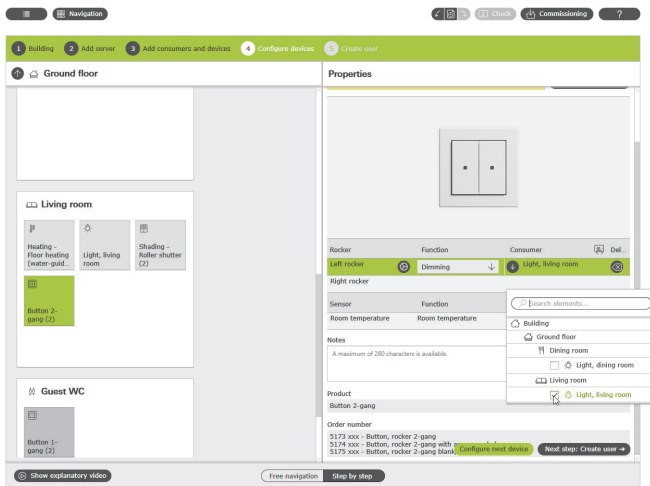 Navigation
Check
Commissioning
?
1 Building 2 Add server 3 Add consumers and devices 4 Configure devices 5 Create user
Ground floor
Properties
Living room
Heating -
Floor heating
(water-guid...
Light, living
room
Shading -
Roller shutter
(2)
Button 2-
gang (2)
Guest WC
Button 1-
gang (2)
Rocker Function Consumer Del...
Left rocker Dimming Light, living room
Right rocker
Sensor Function
Room temperature Room temperature
Search elements...
Building
Ground floor
Dining room
Light, dining room
Living room
Light, living room
Notes
A maximum of 280 characters is available.
Product
Button 2-gang
Order number
5173 xxx - Button, rocker 2-gang
5174 xxx - Button, rocker 2-gang with
5175 xxx - Button, rocker 2-gang blank
Configure next device
Next step: Create user →
Show explanatory video
Free navigation Step by step